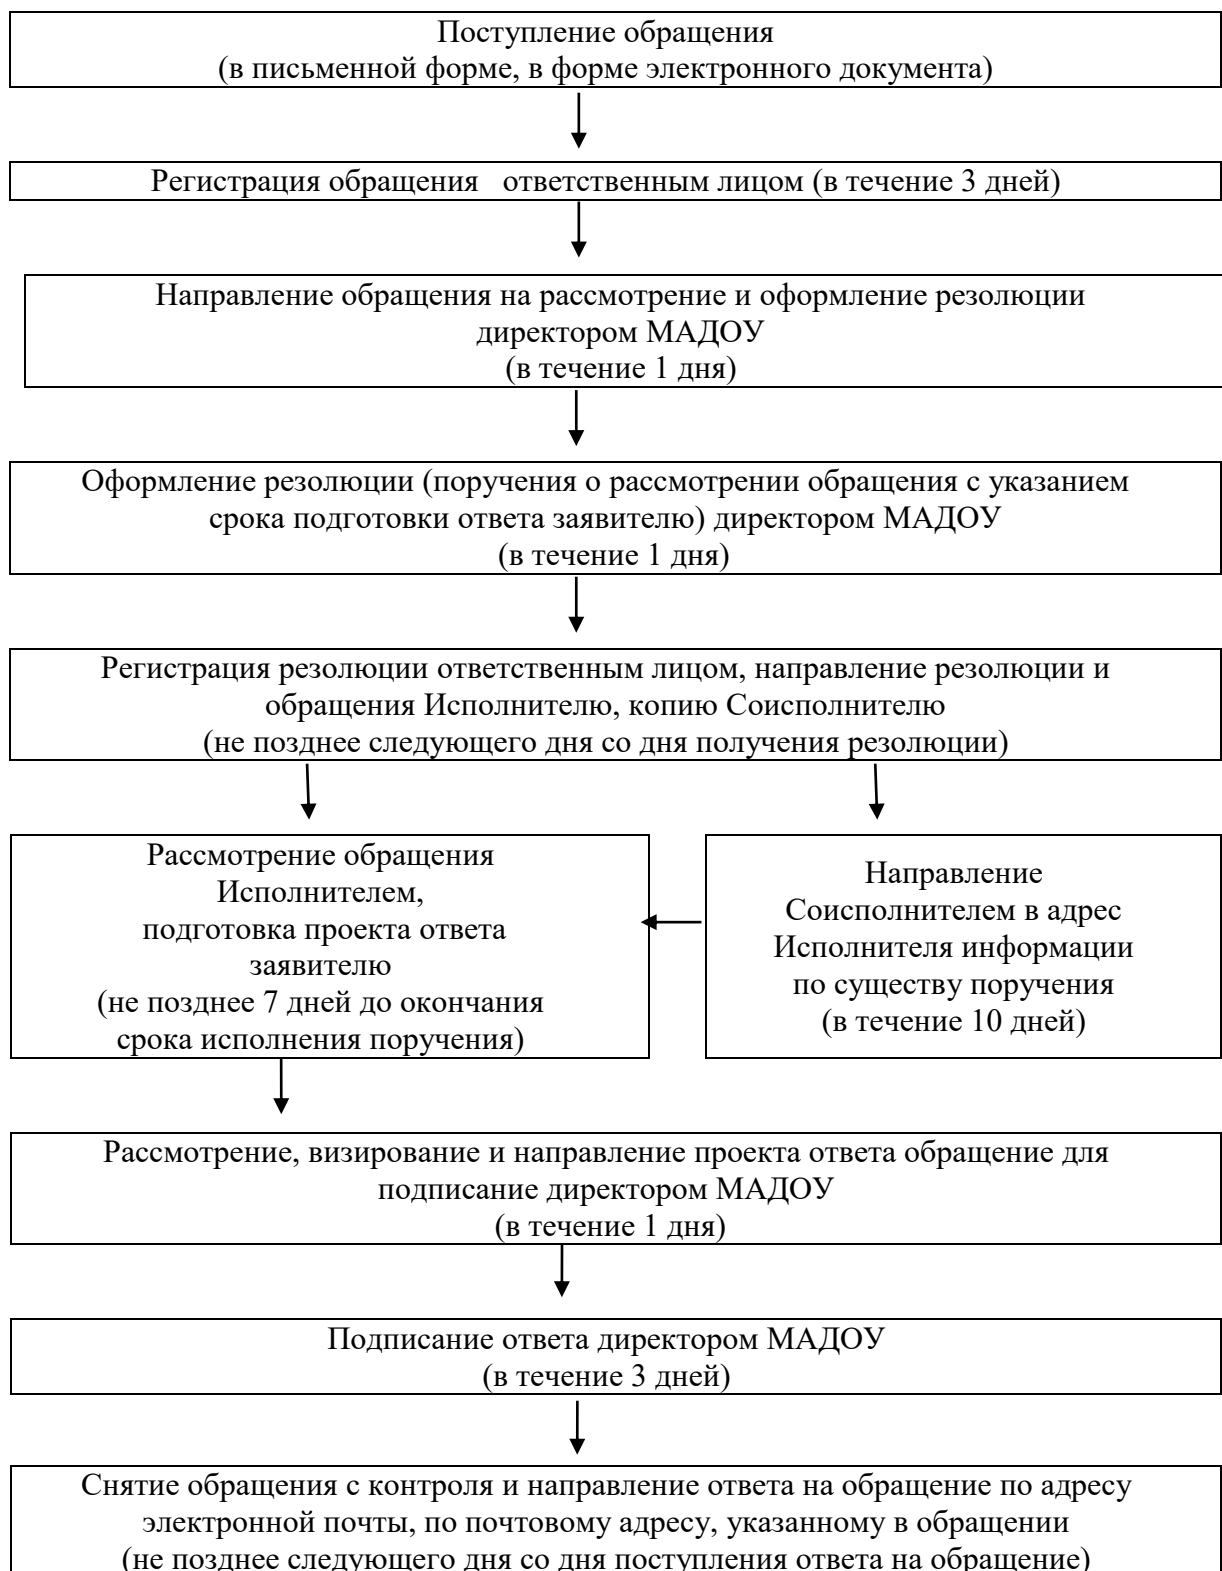 Поступление обращения
(в письменной форме, в форме электронного документа)
Регистрация обращения ответственным лицом (в течение 3 дней)
Направление обращения на рассмотрение и оформление резолюции
директором МАДОУ
(в течение 1 дня)
Оформление резолюции (поручения о рассмотрении обращения с указанием
срока подготовки ответа заявителю) директором МАДОУ
(в течение 1 дня)
Регистрация резолюции ответственным лицом, направление резолюции и
обращения Исполнителю, копию Соисполнителю
(не позднее следующего дня со дня получения резолюции)
Рассмотрение обращения
Исполнителем,
подготовка проекта ответа
заявителю
(не позднее 7 дней до окончания
срока исполнения поручения)
Направление
Соисполнителем в адрес
Исполнителя информации
по существу поручения
(в течение 10 дней)
Рассмотрение, визирование и направление проекта ответа обращение для
подписание директором МАДОУ
(в течение 1 дня)
Подписание ответа директором МАДОУ
(в течение 3 дней)
Снятие обращения с контроля и направление ответа на обращение по адресу
электронной почты, по почтовому адресу, указанному в обращении
(не позднее следующего дня со дня поступления ответа на обращение)